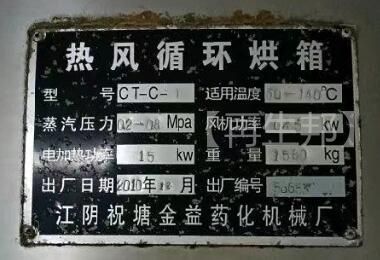 热风循环烘箱
型号 CT-C-1 适用温度 50-140℃
蒸汽压力 02-08 Mpa 风机功率 kw
电加热功率 15 kw 重量 1580 kg
出厂日期 2010年 月 出厂编号
江阴祝塘金益药化机械厂